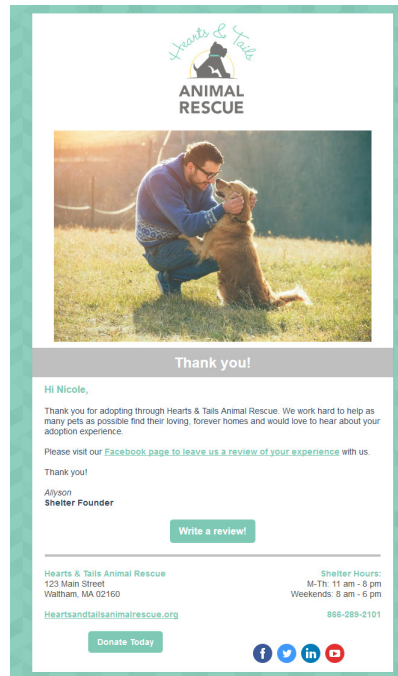 Hearts & Tails
ANIMAL
RESCUE
Thank you!
Hi Nicole,
Thank you for adopting through Hearts & Tails Animal Rescue. We work hard to help as
many pets as possible find their loving, forever homes and would love to hear about your
adoption experience.
Please visit our Facebook page to leave us a review of your experience with us.
Thank you!
Allyson
Shelter Founder
Write a review!
Hearts & Tails Animal Rescue
123 Main Street
Waltham, MA 02160
Heartsandtailsanimalrescue.org
Donate Today
Shelter Hours:
M-Th: 11 am - 8 pm
Weekends: 8 am - 6 pm
866-289-2101
f
in